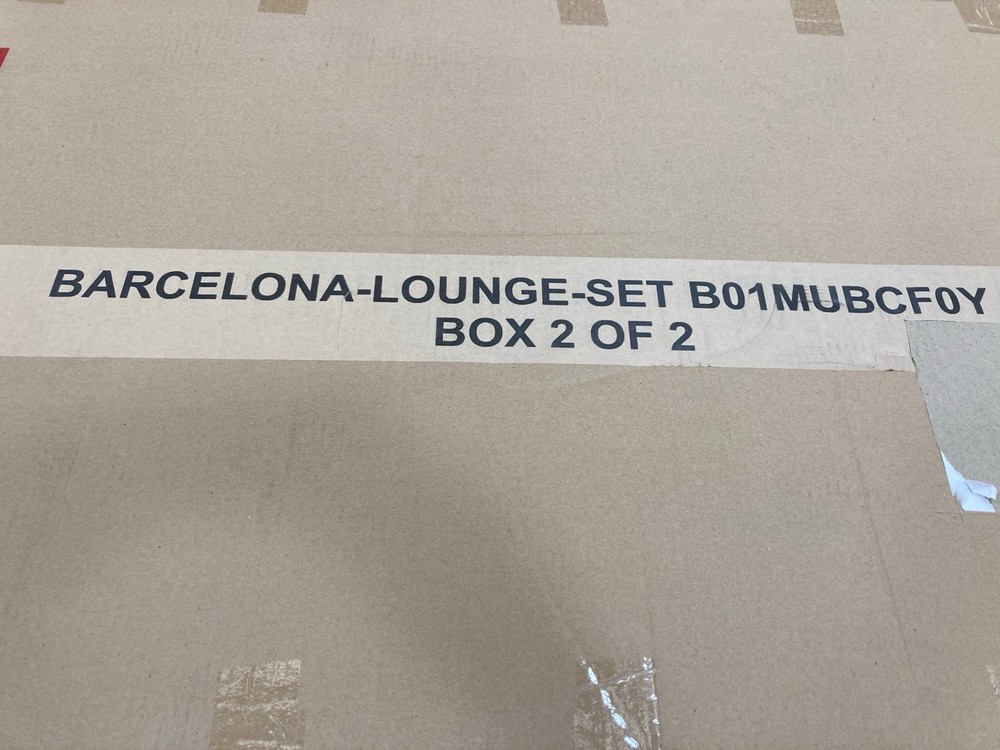 BARCELONA-LOUNGE-SET B01MUBCF0Y
BOX 2 OF 2